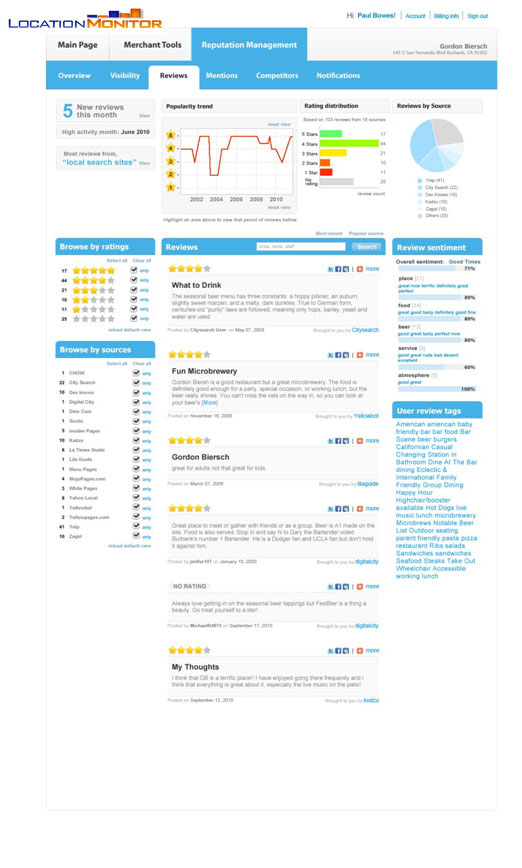 LOCATION MONITOR
Hi Paul Bowes! | Account | Billing info | Sign out
Main Page
Merchant Tools
Reputation Management
Gordon Biersch
145 S San Fernando Blvd Burbank, CA 91502
Overview
Visibility
Reviews
Mentions
Competitors
Notifications
5 New reviews
this month
View
High activity month: June 2010
Most reviews from,
"local search sites"
View
Popularity trend
reset view
5
4
3
2
1
2002 2004 2006 2008 2010
reset view
Highlight an area above to view that period of reviews below
Rating distribution
Based on 103 reviews from 16 sources
5 Stars 17
4 Stars 44
3 Stars 21
2 Stars 10
1 Star 11
No rating 25
review count
Reviews by Source
Yelp (41)
City Search (22)
Dex Knows (18)
Kadzu (10)
Zagat (10)
Others (35)
Most recent
Popular source
Browse by ratings
Select all
Clear all
17 only
44 only
21 only
10 only
11 only
25 only
reload default view
Browse by sources
Select all
Clear all
1 CHOW only
22 City Search only
18 Dex knows only
1 Digital City only
1 Dine Com only
1 Gusto only
5 Insider Pages only
10 Kadzu only
6 La Times Guide only
1 Lila Guide only
1 Menu Pages only
4 MojoPages.com only
3 White Pages only
8 Yahoo Local only
1 Yellowbot only
2 Yellowpages.com only
41 Yelp only
10 Zagat only
reload default view
Reviews
Search
more
What to Drink
The seasonal beer menu has three constants: a hoppy pilsner, an auburn,
slightly sweet marzen, and a malty, dark dunkles. True to German form,
centuries-old "purity" laws are followed, meaning only hops, barley, yeast and
water are used.
Posted by Citysearch User on May 07, 2009
Brought to you by Citysearch
more
Fun Microbrewery
Gordon Biersh is a good restaurant but a great microbrewery. The food is
definitely good enough for a party, special occasion, or working lunch, but the
beer really shines. You can't miss the vats on the way in, so you can look at
your beer's [More]
Posted on November 18, 2008
Brought to you by Yellowbot
more
Gordon Biersch
great for adults not that great for kids
Posted on March 07, 2008
Brought to you by lilaguide
more
Great place to meet or gather with friends or as a group. Beer is A1 made on the
site. Food is also served. Stop in and say hi to Gary the Bartender voted
Burbank's number 1 Bartender. He is a Dodger fan and UCLA fan but don't hold
it against him.
Posted by jmiller107 on January 15, 2000
Brought to you by digitalcity
NO RATING
more
Always love getting in on the seasonal beer tappings but FestBier is a thing a
beauty. Go treat yourself to a liter!
Posted by MichaelR4873 on September 17, 2010
Brought to you by digitalcity
more
My Thoughts
I think that GB is a terrific place!! I have enjoyed going there frequently and I
think that everything is great about it, especially the live music on the patio!
Posted on September 13, 2010
Brought to you by kudzu
Review sentiment
Overall sentiment: Good Times
71%
place [21]
great nice terrific definitely good
perfect
80%
food [14]
great good tasty definitely good fine
80%
beer [13]
great good tasty perfect nice
80%
service [9]
great good rude bad decent
excellent
60%
atmosphere [5]
good great
100%
User review tags
American american baby
friendly bar bar food Bar
Scene beer burgers
California Casual
Changing Station in
Bathroom Dine At The Bar
dining Eclectic &
International Family
Friendly Group Dining
Happy Hour
Highchair/booster
available Hot Dogs live
music lunch microbrewery
Microbrews Notable Beer
List Outdoor seating
parent friendly pasta pizza
restaurant Ribs salads
Sandwiches sandwiches
Seafood Steaks Take Out
Wheelchair Accessible
working lunch